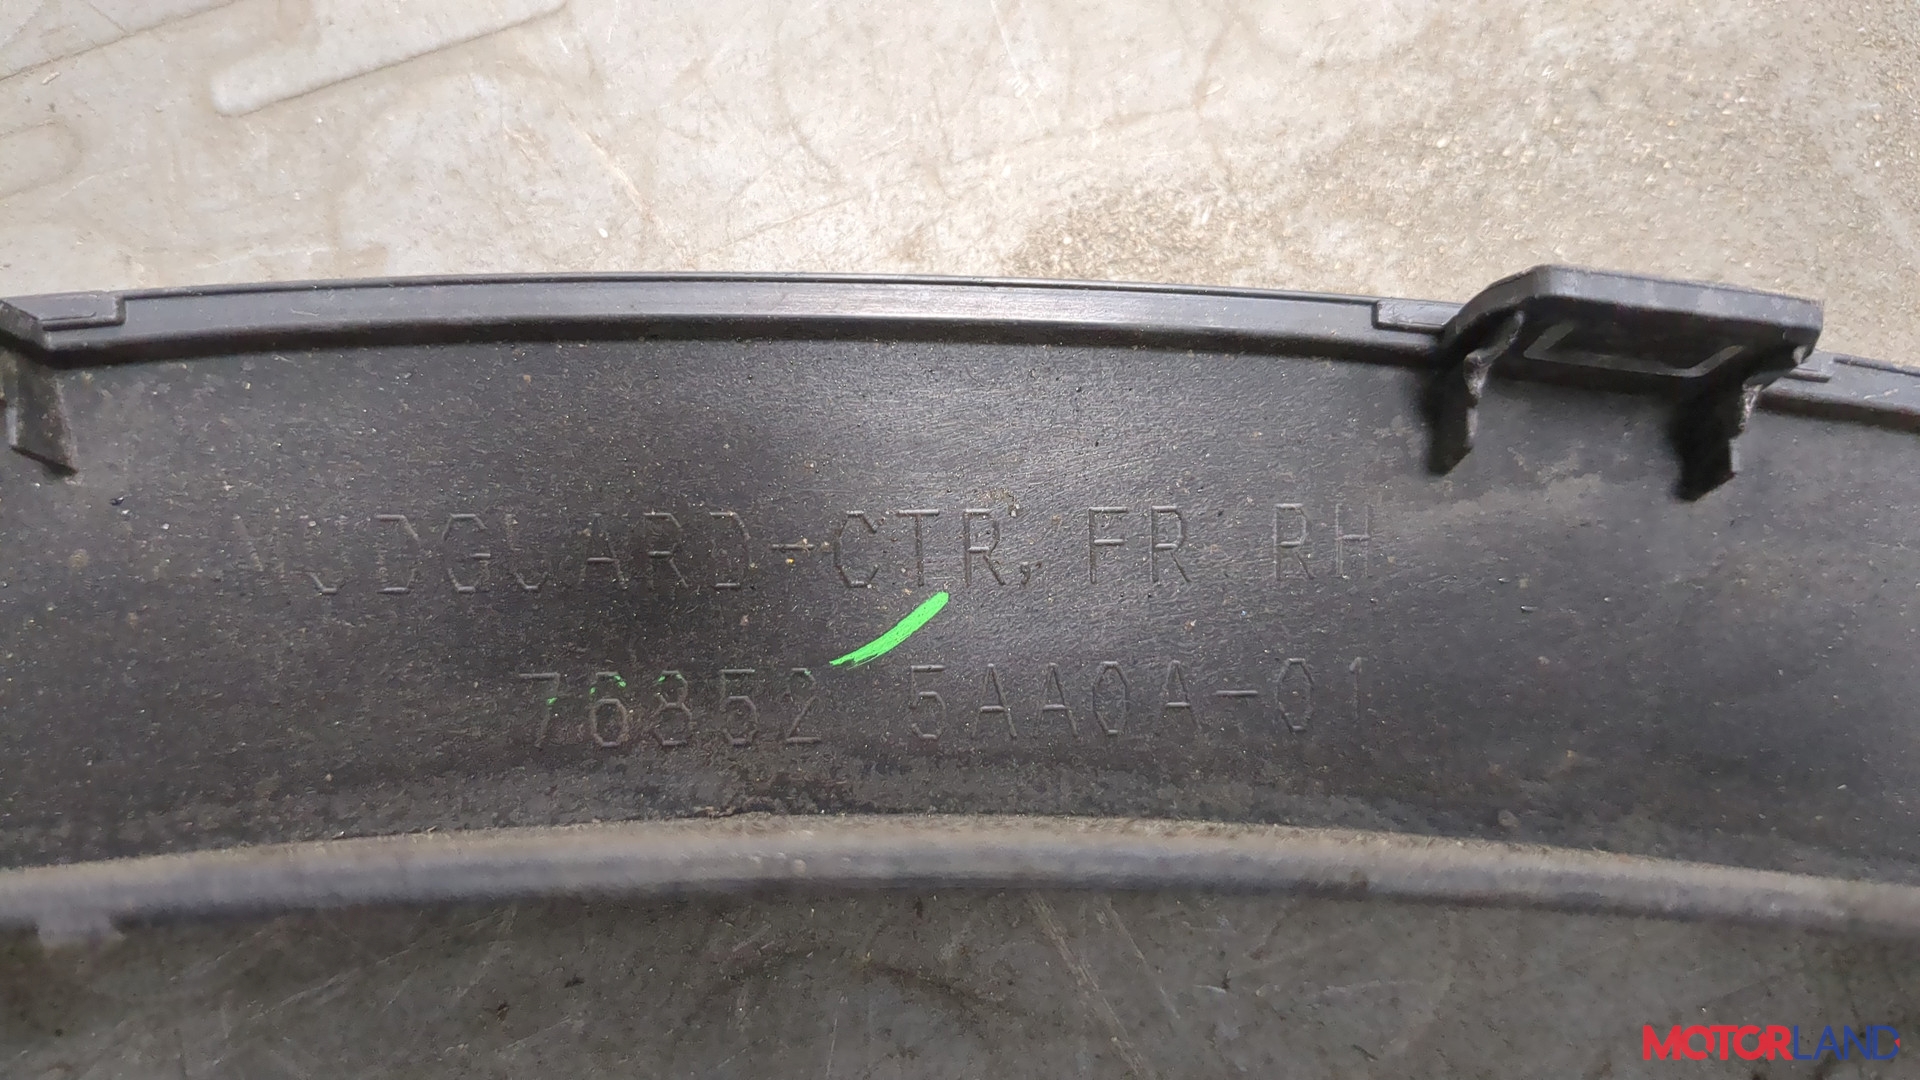 MUDGUARD-CTR, FR RH
76852 5AA0A-01
MOTORLAND